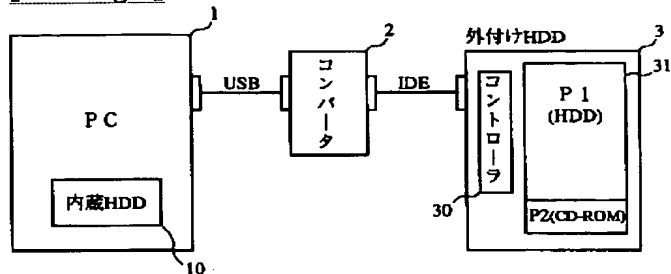 1
PC
内蔵HDD
10
USB
2
コンバータ
IDE
外付けHDD
3
コントローラ
30
31
P1
(HDD)
P2(CD-ROM)